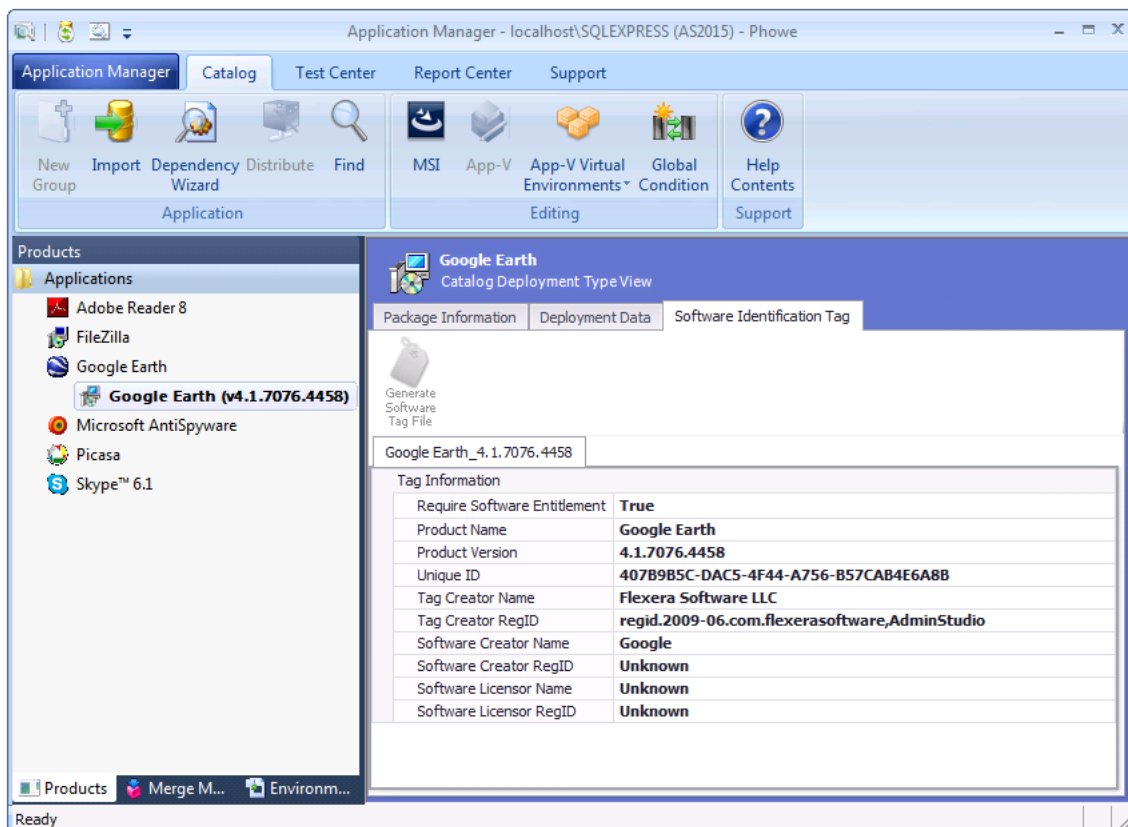 Application Manager - localhost\SQLEXPRESS (AS2015) - Phowe
Application Manager Catalog Test Center Report Center Support
New Group Import Dependency Wizard Distribute Find MSI App-V App-V Virtual Environments Global Condition Help Contents
Application Editing Support
Products
Applications
Adobe Reader 8
FileZilla
Google Earth
Google Earth (v4.1.7076.4458)
Microsoft AntiSpyware
Picasa
Skype™ 6.1
Products Merge M... Environm...
Google Earth
Catalog Deployment Type View
Package Information Deployment Data Software Identification Tag
Generate
Software
Tag File
Google Earth_4.1.7076.4458
Tag Information
Require Software Entitlement True
Product Name Google Earth
Product Version 4.1.7076.4458
Unique ID 407B9B5C-DAC5-4F44-A756-B57CAB4E6A8B
Tag Creator Name Flexera Software LLC
Tag Creator RegID regid.2009-06.com.flexerasoftware,AdminStudio
Software Creator Name Google
Software Creator RegID Unknown
Software Licensor Name Unknown
Software Licensor RegID Unknown
Ready